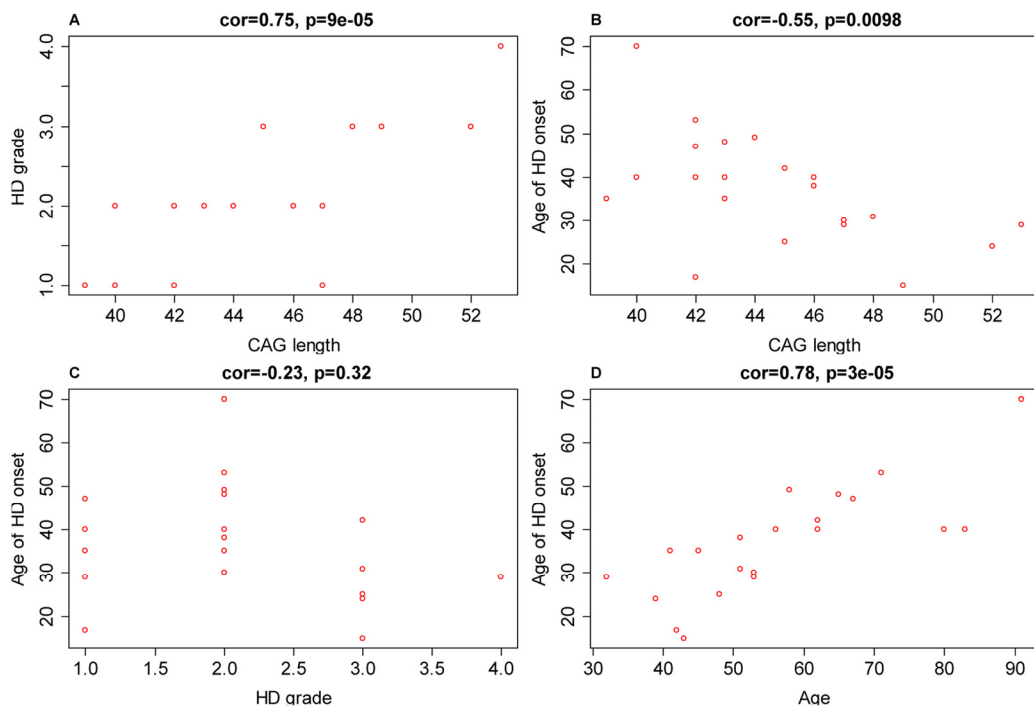 A
cor=0.75, p=9e-05
HD grade
4.0
3.0
2.0
1.0
40 42 44 46 48 50 52
CAG length
B
cor=-0.55, p=0.0098
Age of HD onset
70
60
50
40
30
20
40 42 44 46 48 50 52
CAG length
C
cor=-0.23, p=0.32
Age of HD onset
70
60
50
40
30
20
1.0 1.5 2.0 2.5 3.0 3.5 4.0
HD grade
D
cor=0.78, p=3e-05
Age of HD onset
70
60
50
40
30
20
30 40 50 60 70 80 90
Age